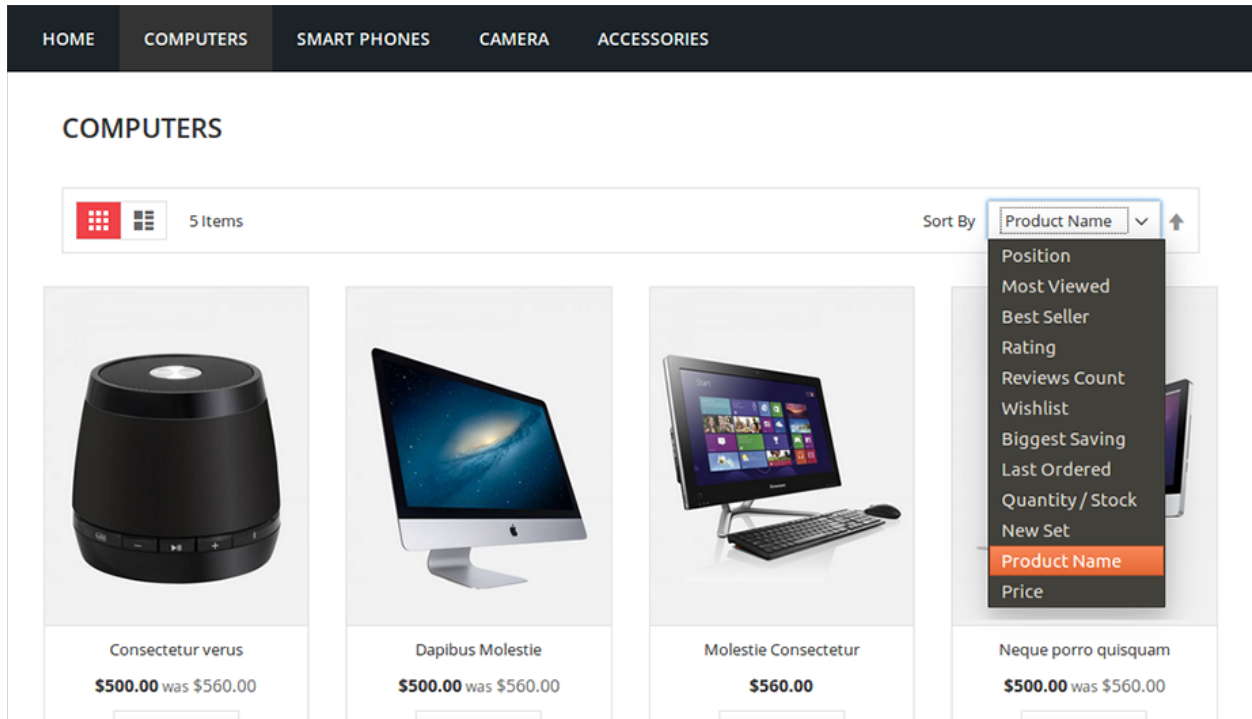 HOME COMPUTERS SMART PHONES CAMERA ACCESSORIES
COMPUTERS
5 Items Sort By Product Name
Position
Most Viewed
Best Seller
Rating
Reviews Count
Wishlist
Biggest Saving
Last Ordered
Quantity / Stock
New Set
Product Name
Price
Start
Consectetur verus Dapibus Molestie Molestie Consectetur Neque porro quisquam
$500.00 was $560.00 $500.00 was $560.00 $560.00 $500.00 was $560.00